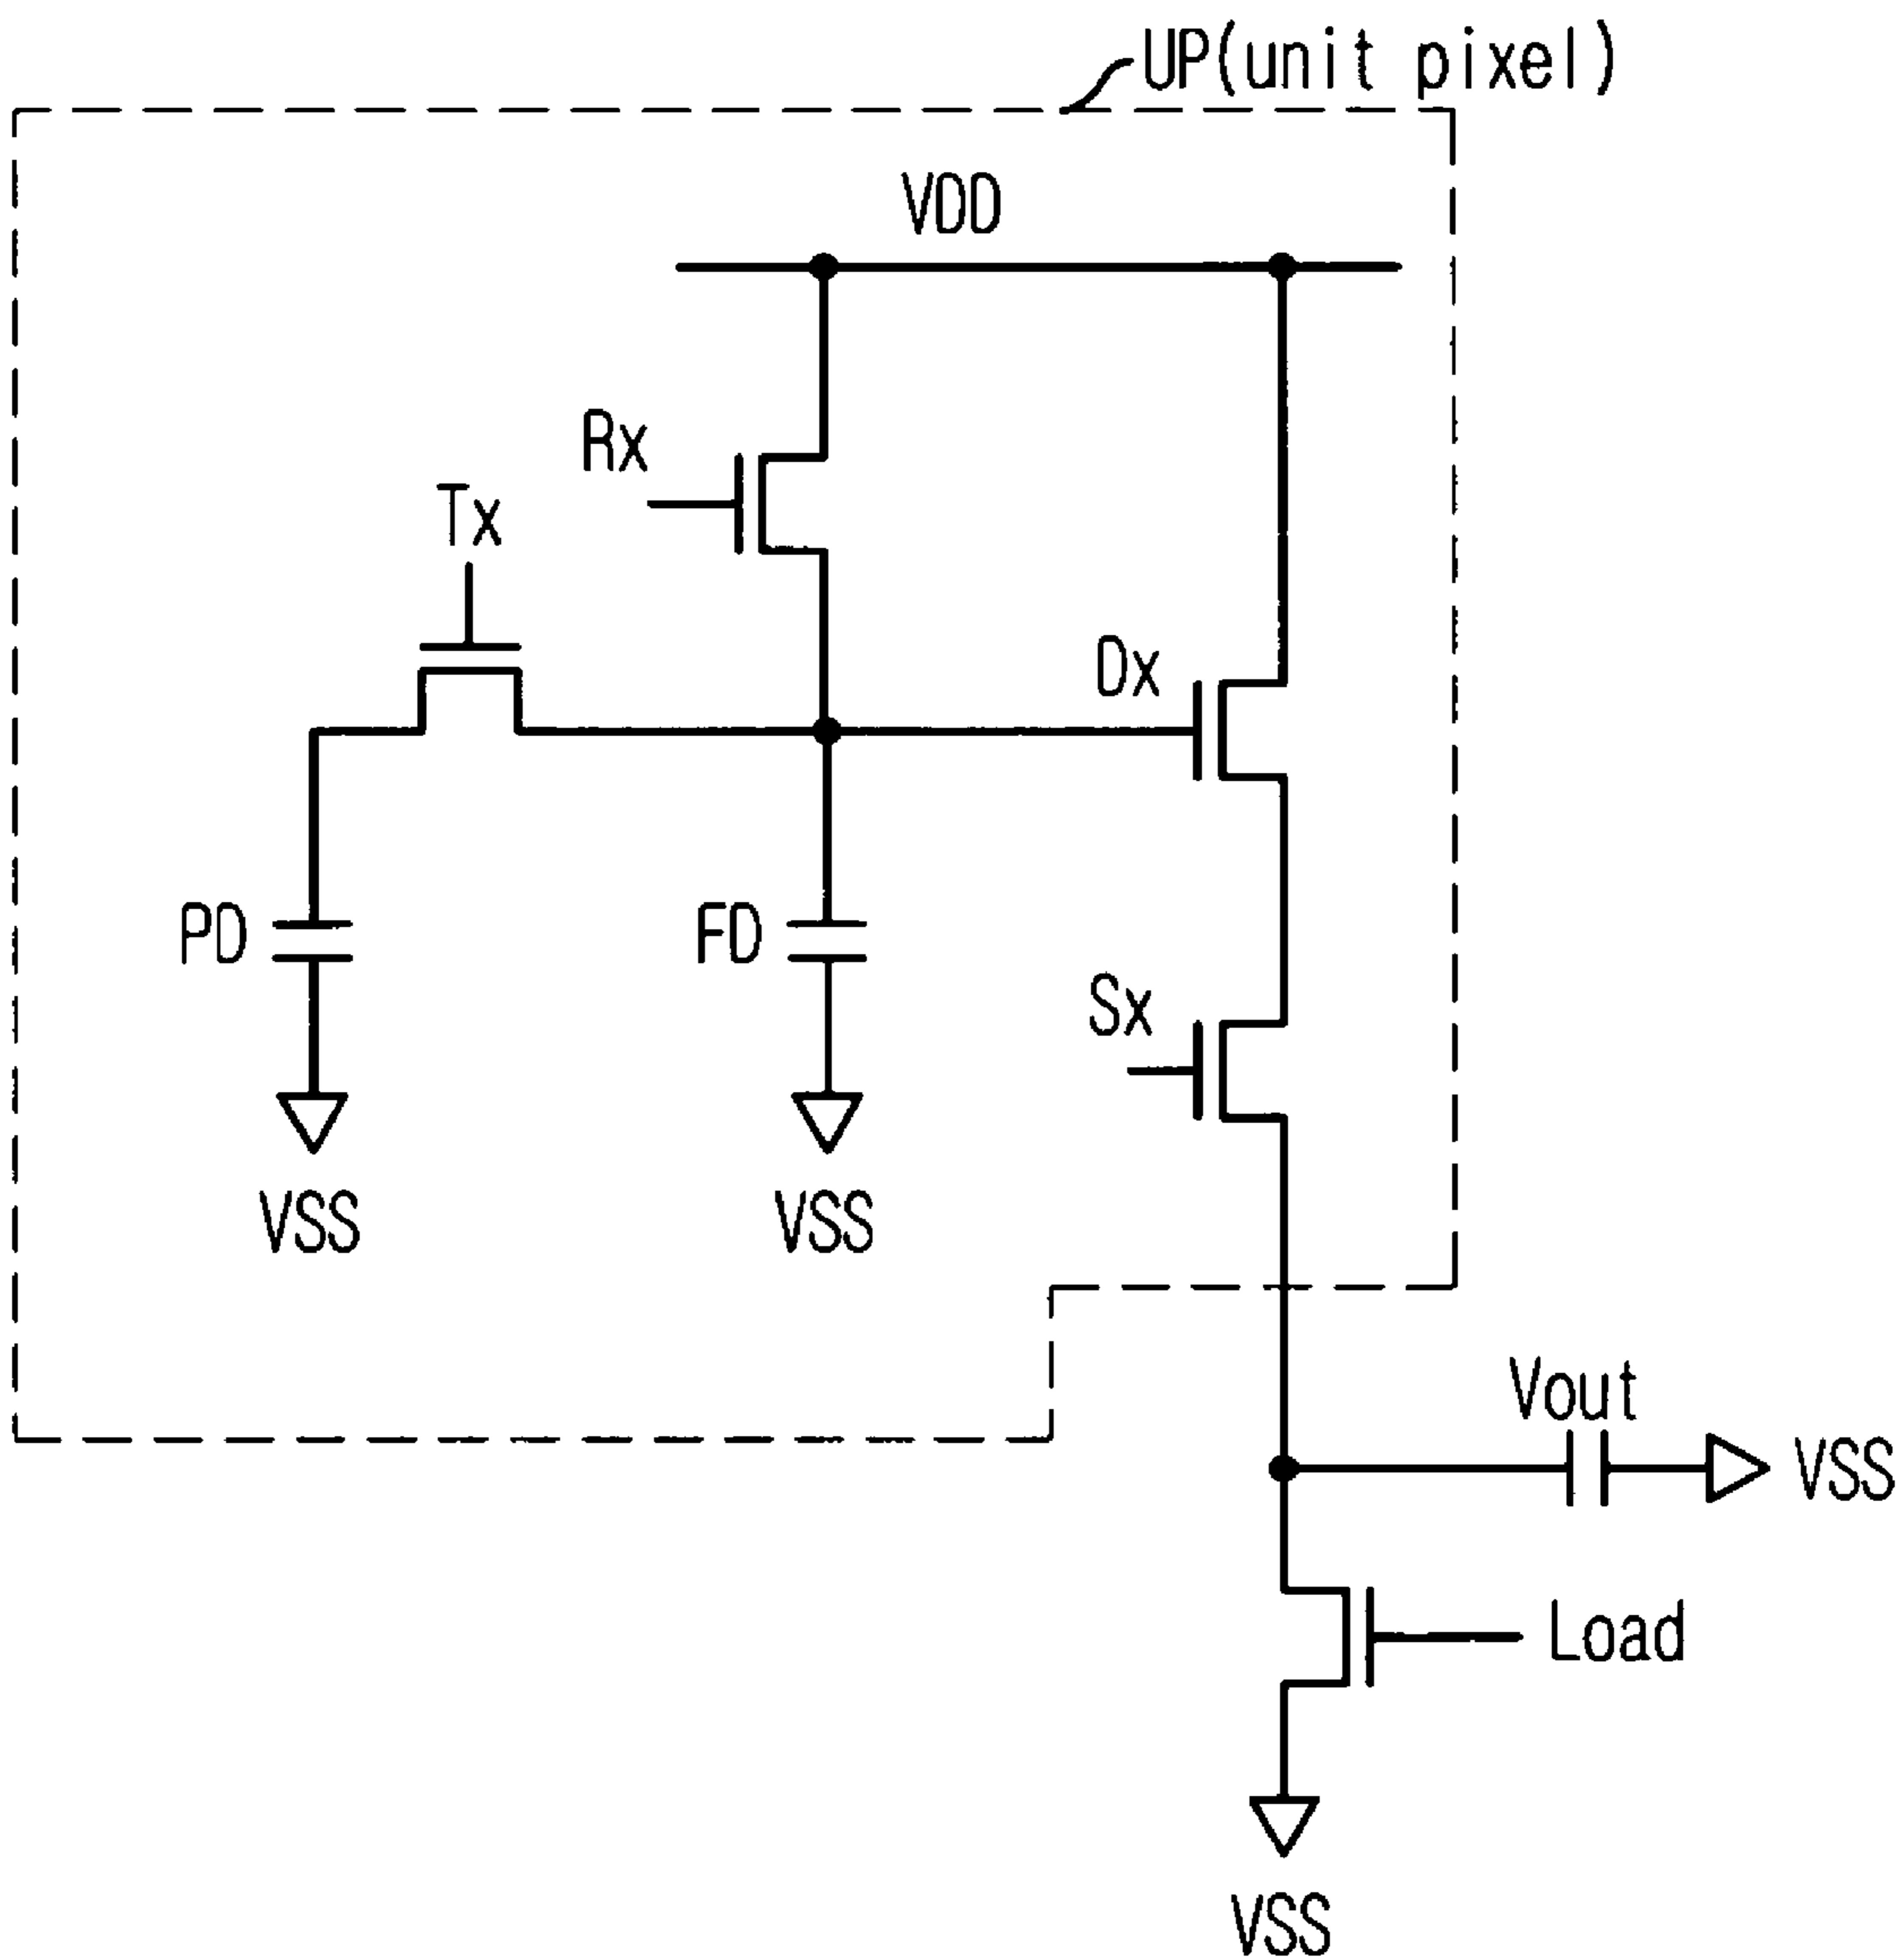 UP(unit pixel)
VDD
Rx
Tx
Dx
PD
FD
Sx
VSS
VSS
Vout
VSS
Load
VSS